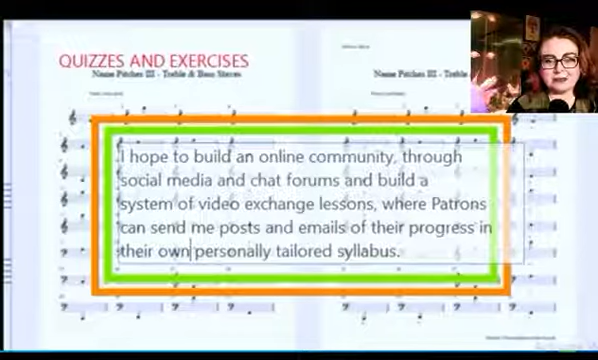 QUIZZES AND EXERCISES
Name Pitches III - Treble & Bass Staves
Name Pitches III - Treble
I hope to build an online community, through
social media and chat forums and build a
system of video exchange lessons, where Patrons
can send me posts and emails of their progress in
their own personally tailored syllabus.